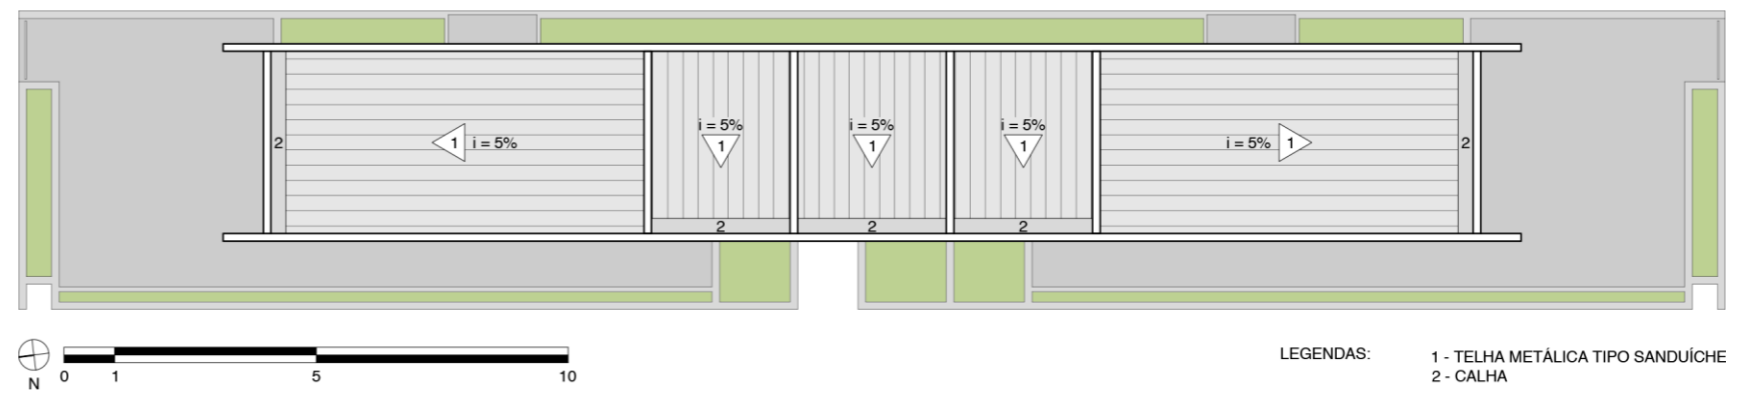 i = 5% i = 5% i = 5%
2 1 i = 5% 1 1 1 i = 5% 1 2
2 2 2
N 0 1 5 10
LEGENDAS: 1 - TELHA METÁLICA TIPO SANDUÍCHE
2 - CALHA